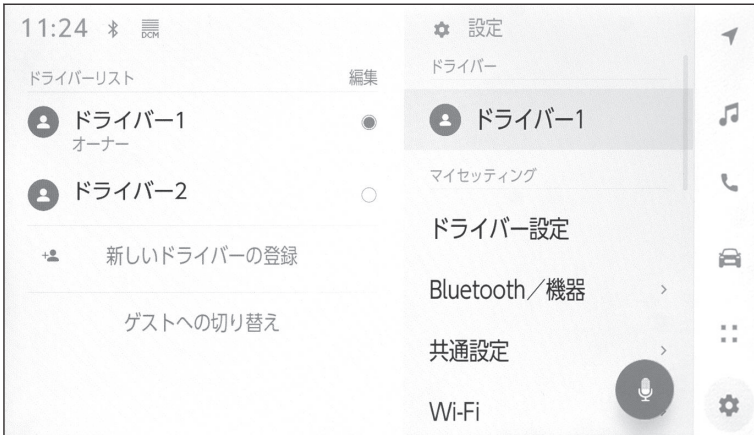 11:24 DCM
ドライバーリスト 編集
ドライバー1
オーナー
ドライバー2
新しいドライバーの登録
ゲストへの切り替え
設定
ドライバー
ドライバー1
マイセッティング
ドライバー設定
Bluetooth／機器
共通設定
Wi-Fi